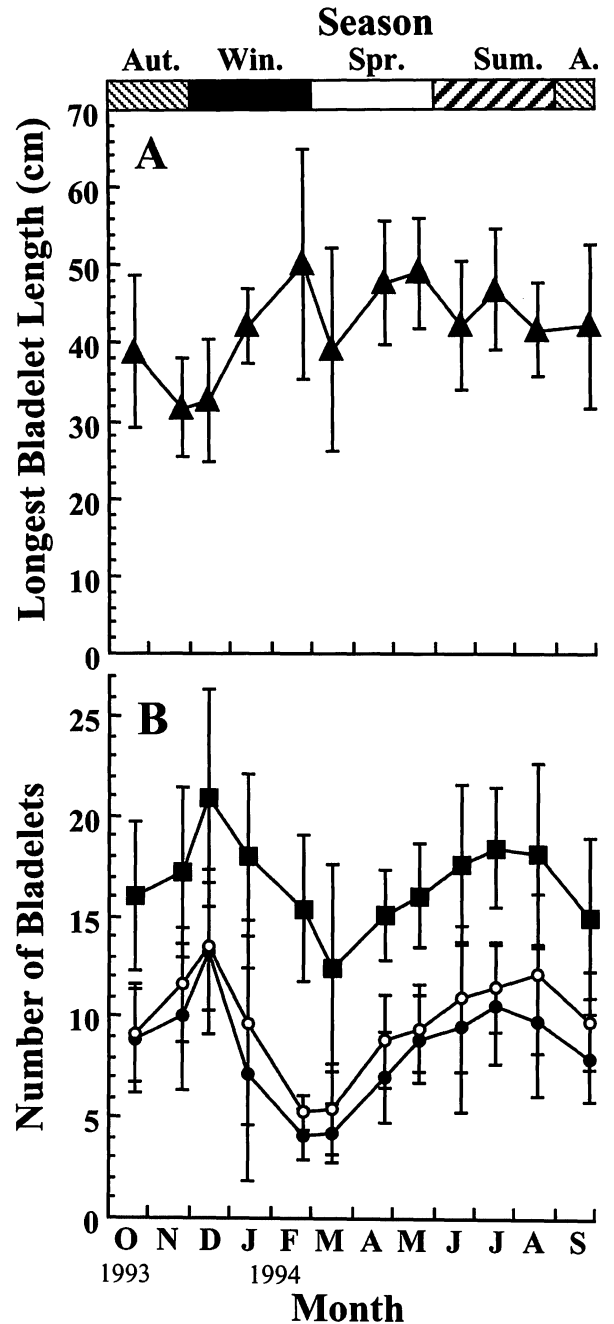 Season
Aut. Win. Spr. Sum. A.
A
Longest Bladelet Length (cm)
70
60
50
40
30
20
10
0
B
Number of Bladelets
25
20
15
10
5
0
O N D J F M A M J J A S
1993 1994
Month